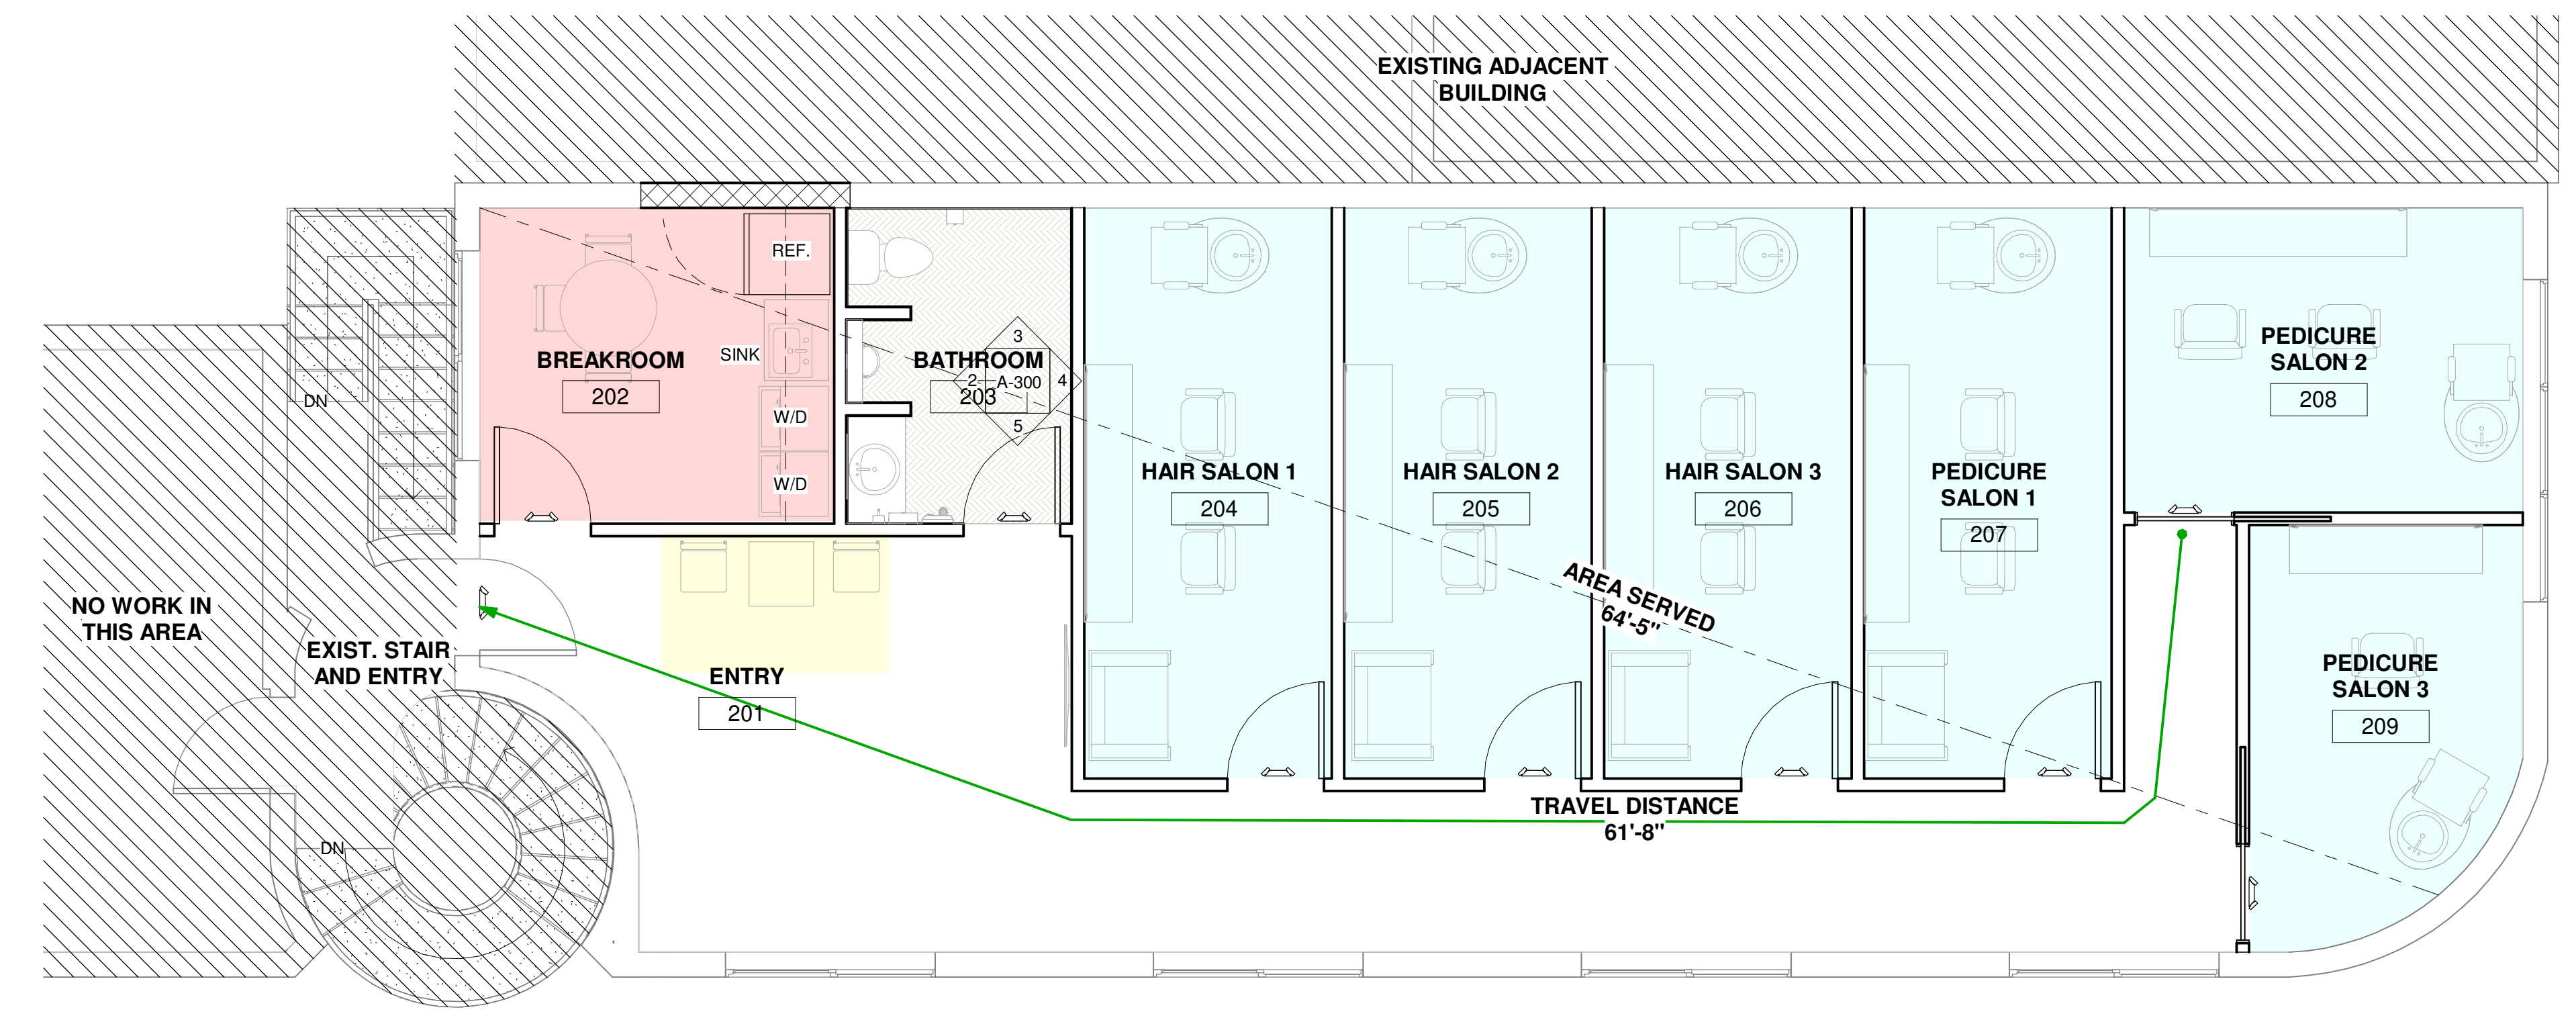 EXISTING ADJACENT
BUILDING
REF.
SINK
BREAKROOM
202
W/D
W/D
BATHROOM
203
3
2
A-300
4
5
HAIR SALON 1
204
HAIR SALON 2
205
HAIR SALON 3
206
PEDICURE
SALON 1
207
PEDICURE
SALON 2
208
PEDICURE
SALON 3
209
AREA SERVED
64'-5"
DN
NO WORK IN
THIS AREA
EXIST. STAIR
AND ENTRY
ENTRY
201
TRAVEL DISTANCE
61'-8"
DN